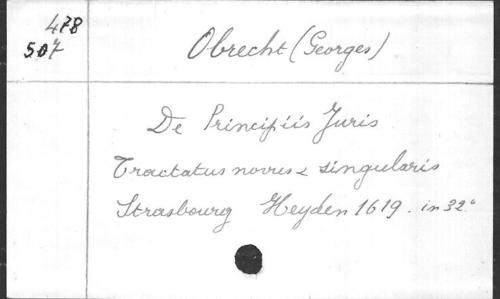 478
507
Obrecht (Georges)
De Principiis Juris
Tractatus novus & singularis
Strasbourg Heyden 1619. in 32°